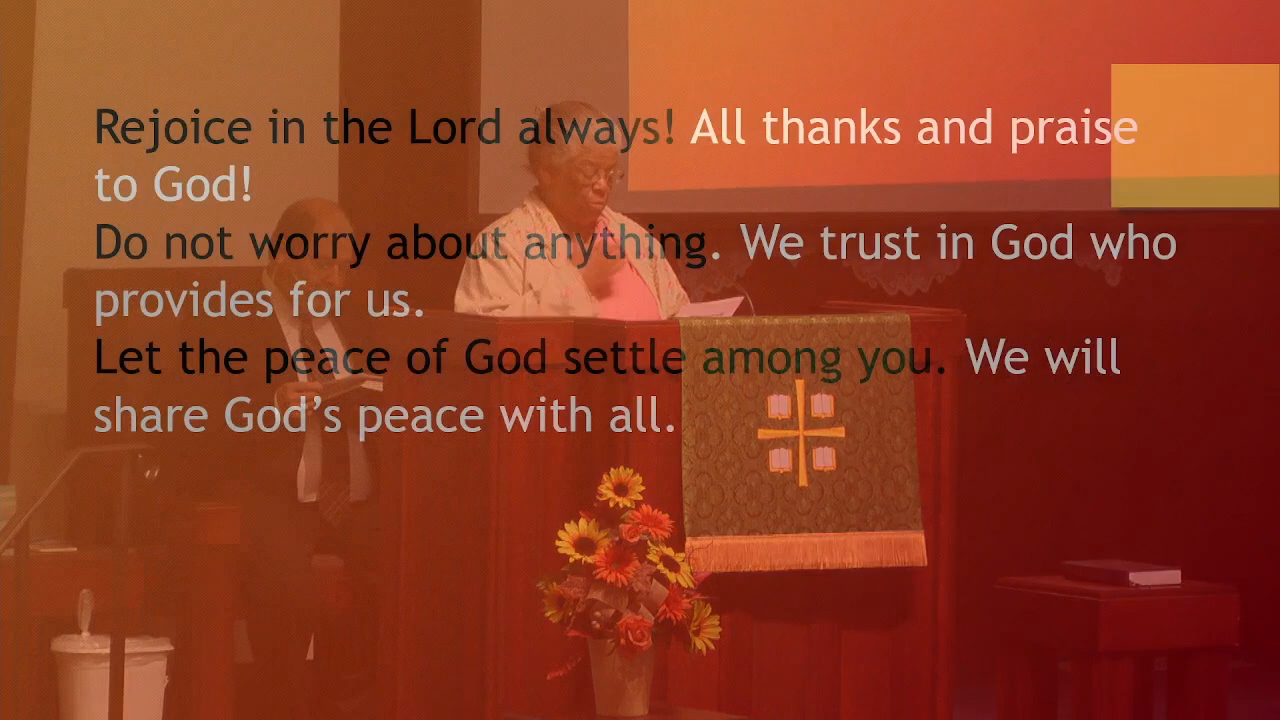 Rejoice in the Lord always! All thanks and praise
to God!
Do not worry about anything. We trust in God who
provides for us.
Let the peace of God settle among you. We will
share God’s peace with all.